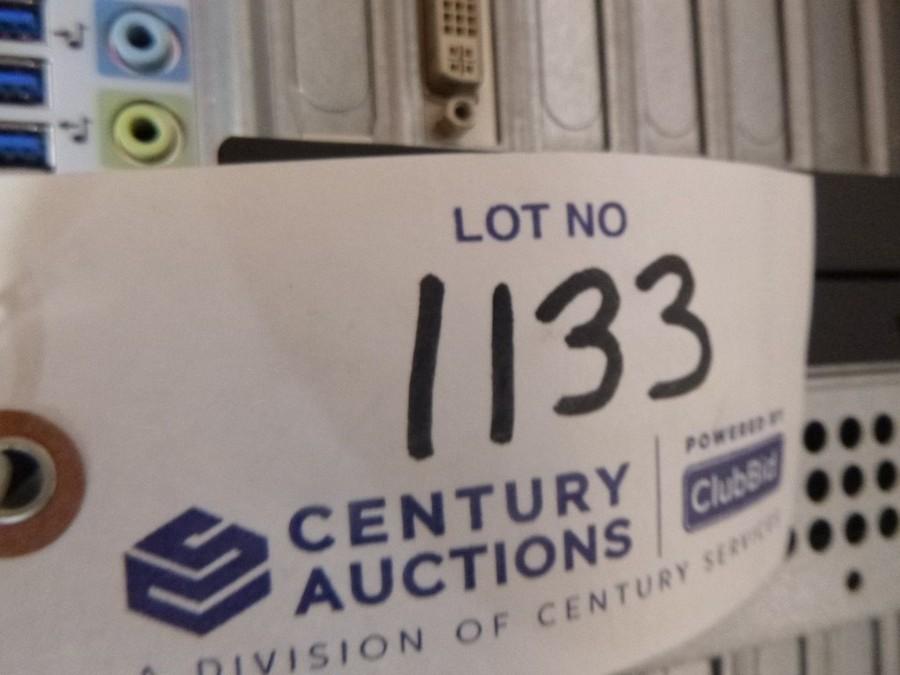 LOT NO
1133
CENTURY
AUCTIONS
POWERED BY
ClubBid
A DIVISION OF CENTURY SERVICES